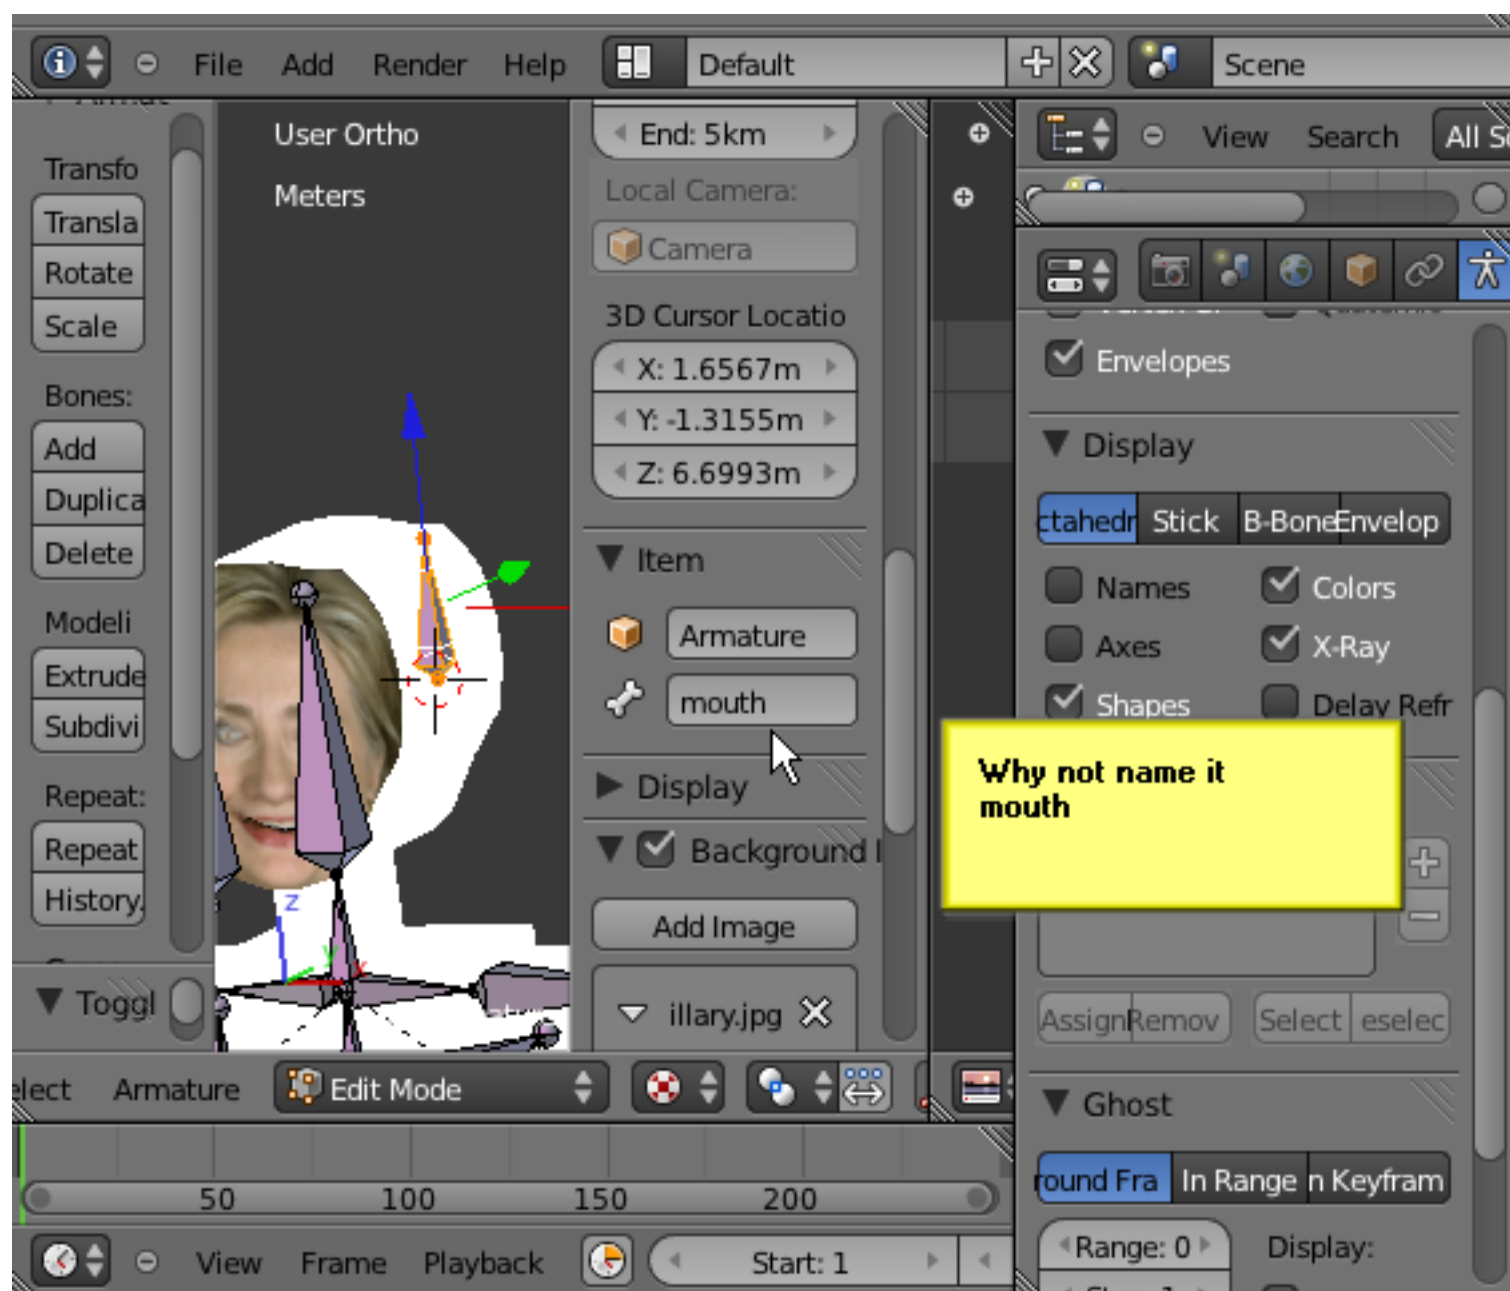 File Add Render Help Default Scene
User Ortho
Meters
Transfo
Transla
Rotate
Scale
Bones:
Add
Duplica
Delete
Modeli
Extrude
Subdivi
Repeat:
Repeat
History,
Toggl
End: 5km
Local Camera:
Camera
3D Cursor Locatio
X: 1.6567m
Y: -1.3155m
Z: 6.6993m
Item
Armature
mouth
Display
Background
Add Image
illary.jpg
z
y
x
View Search All S
Envelopes
Display
ctahedr Stick B-Bone Envelop
Names Colors
Axes X-Ray
Shapes Delay Refr
Why not name it
mouth
Assign Remov Select eselec
Ghost
round Fra In Range n Keyfram
Range: 0 Display:
elect Armature Edit Mode
50 100 150 200
View Frame Playback Start: 1